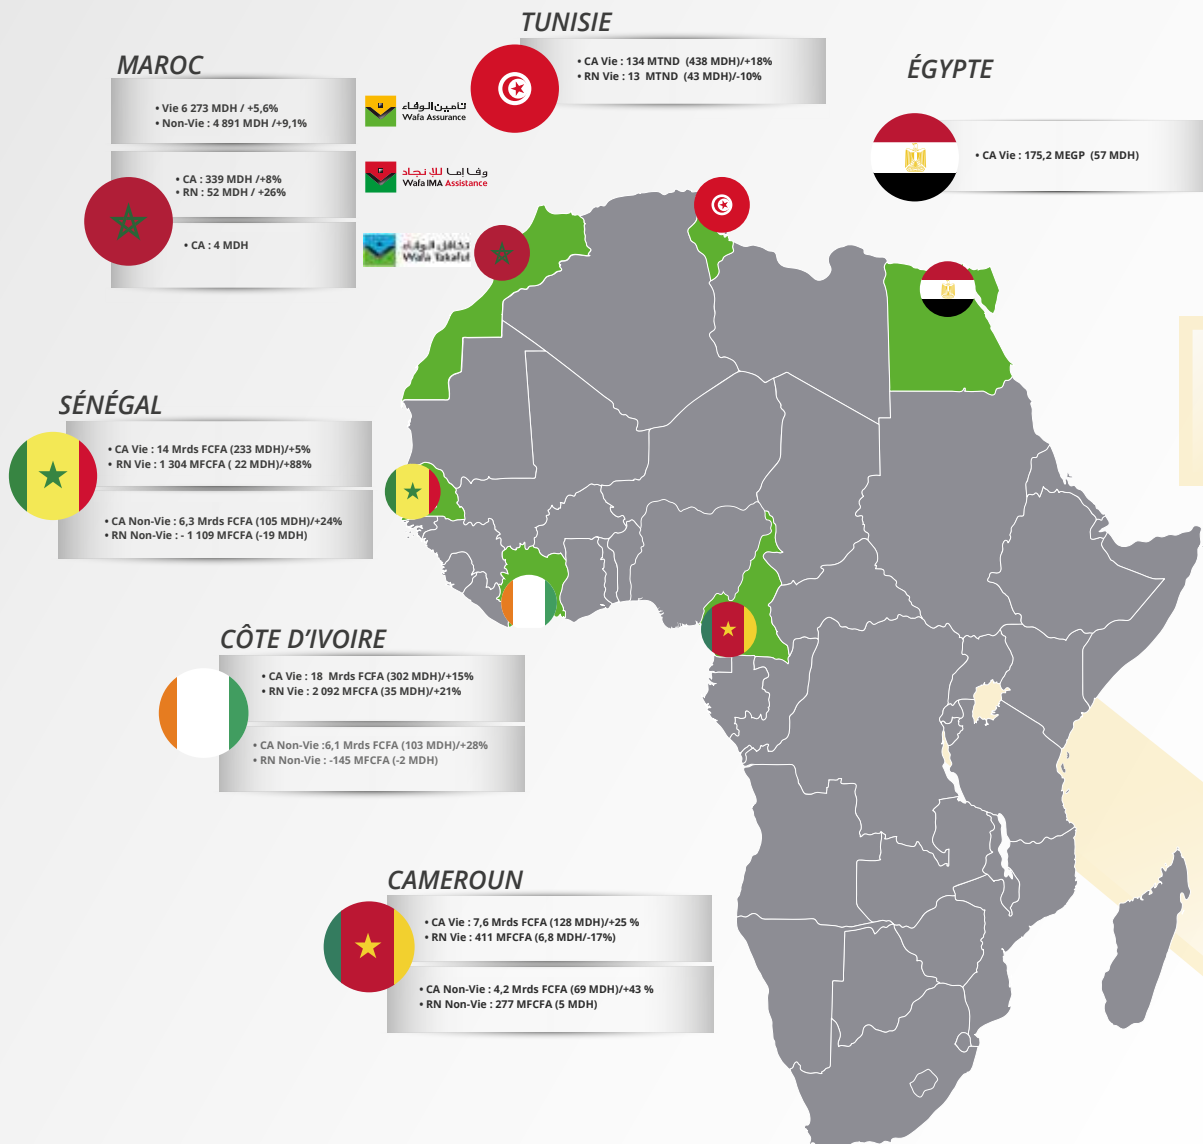 TUNISIE
• CA Vie : 134 MTND (438 MDH)/+18%
• RN Vie : 13 MTND (43 MDH)/-10%
MAROC
• Vie 6 273 MDH / +5,6%
• Non-Vie : 4 891 MDH /+9,1%
تأمين الوفاء
Wafa Assurance
• CA : 339 MDH /+8%
• RN : 52 MDH / +26%
وفا إما للإنجاد
Wafa IMA Assistance
• CA : 4 MDH
تكافل الوفاء
Wafa Takaful
ÉGYPTE
• CA Vie : 175,2 MEGP (57 MDH)
SÉNÉGAL
• CA Vie : 14 Mrds FCFA (233 MDH)/+5%
• RN Vie : 1 304 MFCFA ( 22 MDH)/+88%
• CA Non-Vie : 6,3 Mrds FCFA (105 MDH)/+24%
• RN Non-Vie : - 1 109 MFCFA (-19 MDH)
CÔTE D’IVOIRE
• CA Vie : 18 Mrds FCFA (302 MDH)/+15%
• RN Vie : 2 092 MFCFA (35 MDH)/+21%
• CA Non-Vie :6,1 Mrds FCFA (103 MDH)/+28%
• RN Non-Vie : -145 MFCFA (-2 MDH)
CAMEROUN
• CA Vie : 7,6 Mrds FCFA (128 MDH)/+25 %
• RN Vie : 411 MFCFA (6,8 MDH/-17%)
• CA Non-Vie : 4,2 Mrds FCFA (69 MDH)/+43 %
• RN Non-Vie : 277 MFCFA (5 MDH)